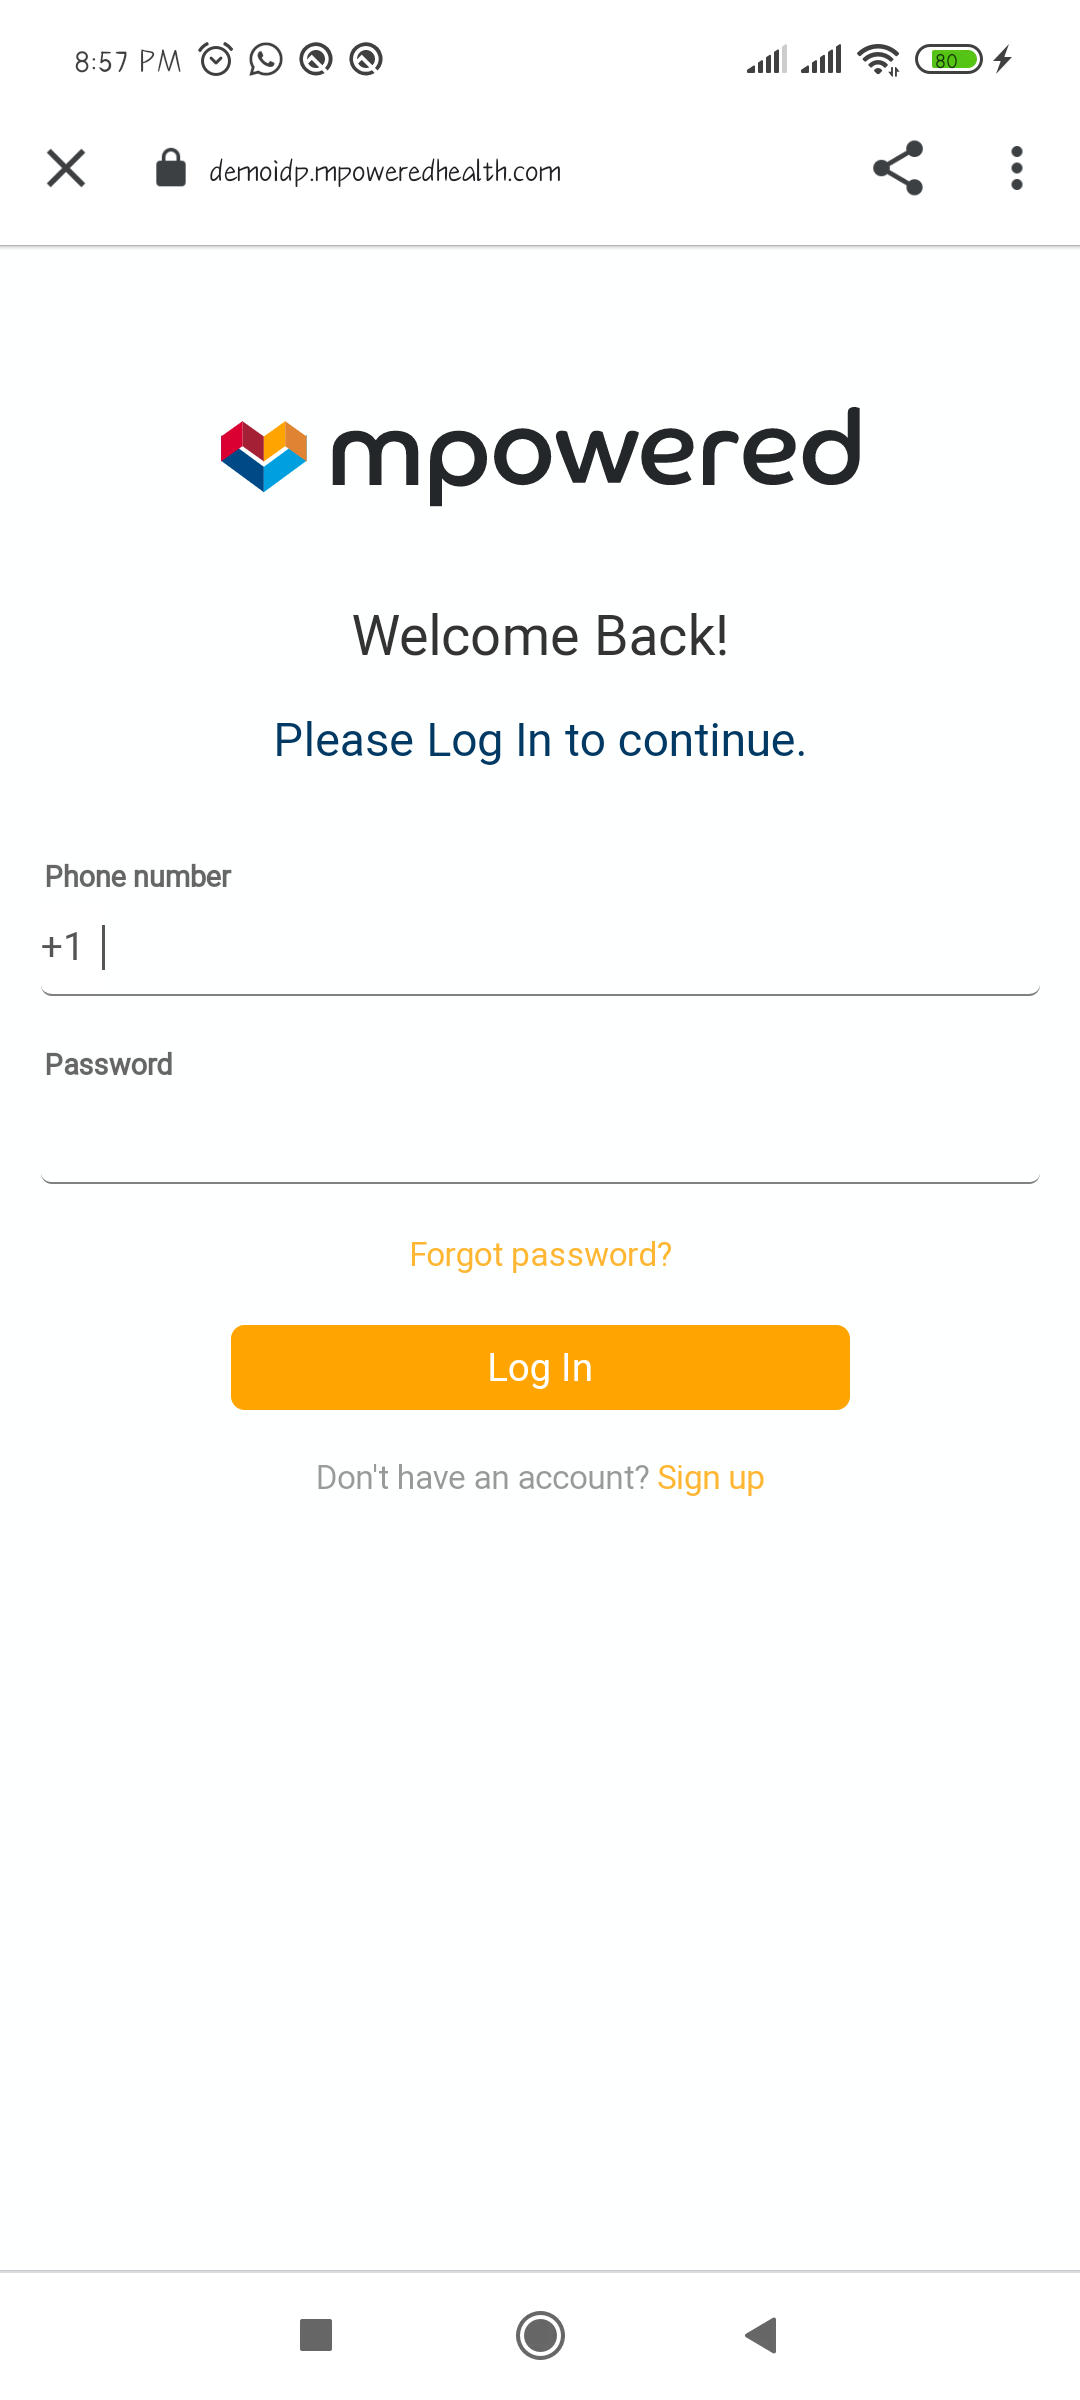 8:57 PM
80
demoidp.mpoweredhealth.com
mpowered
Welcome Back!
Please Log In to continue.
Phone number
+1
Password
Forgot password?
Log In
Don't have an account? Sign up